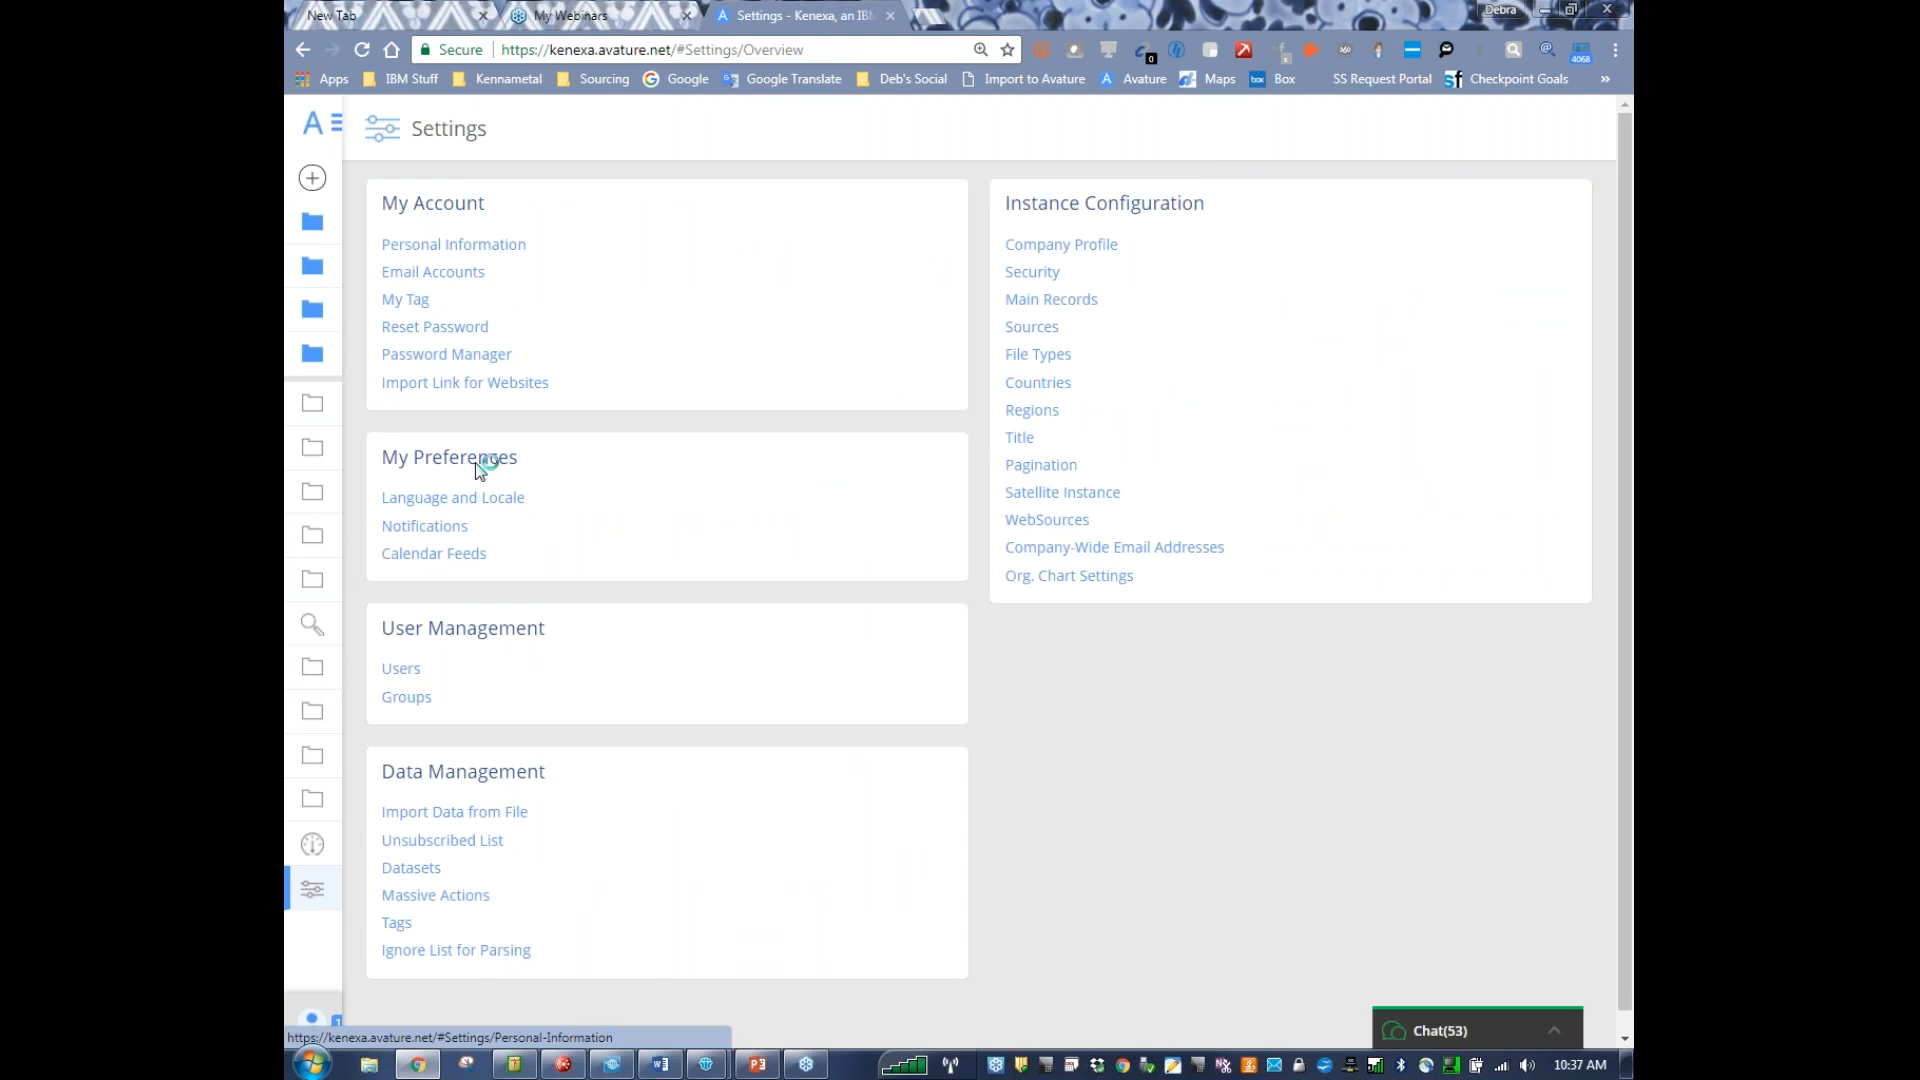 New Tab
My Webinars
Settings - Kenexa, an IBM
Debra
Secure
https://kenexa.avature.net/#Settings/Overview
0
4068
Apps
IBM Stuff
Kennametal
Sourcing
Google
Google Translate
Deb's Social
Import to Avature
Avature
Maps
Box
SS Request Portal
Checkpoint Goals
»
Settings
My Account
Personal Information
Email Accounts
My Tag
Reset Password
Password Manager
Import Link for Websites
My Preferences
Language and Locale
Notifications
Calendar Feeds
User Management
Users
Groups
Data Management
Import Data from File
Unsubscribed List
Datasets
Massive Actions
Tags
Ignore List for Parsing
Instance Configuration
Company Profile
Security
Main Records
Sources
File Types
Countries
Regions
Title
Pagination
Satellite Instance
WebSources
Company-Wide Email Addresses
Org. Chart Settings
Chat(53)
https://kenexa.avature.net/#Settings/Personal-Information
10:37 AM